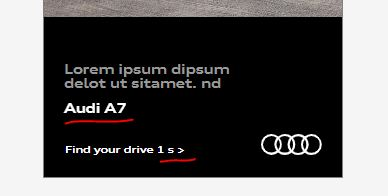 Lorem ipsum dipsum
delot ut sitamet. nd
Audi A7
Find your drive 1 s >